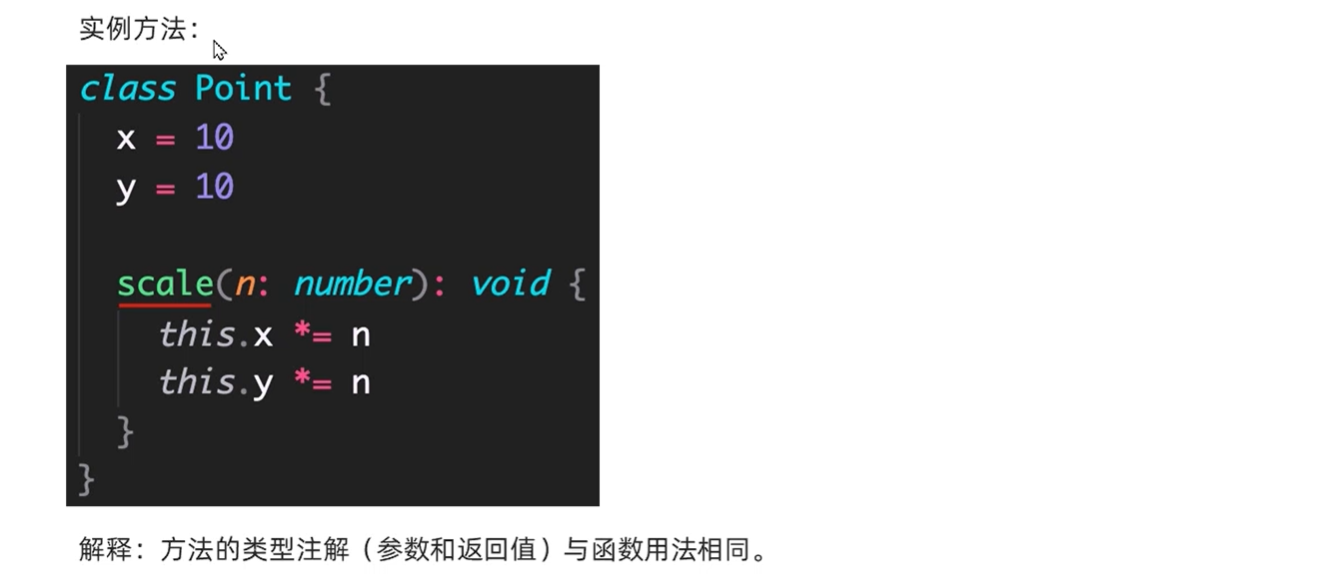 实例方法：
class Point {
x = 10
y = 10
scale(n: number): void {
this.x *= n
this.y *= n
}
}
解释：方法的类型注解（参数和返回值）与函数用法相同。